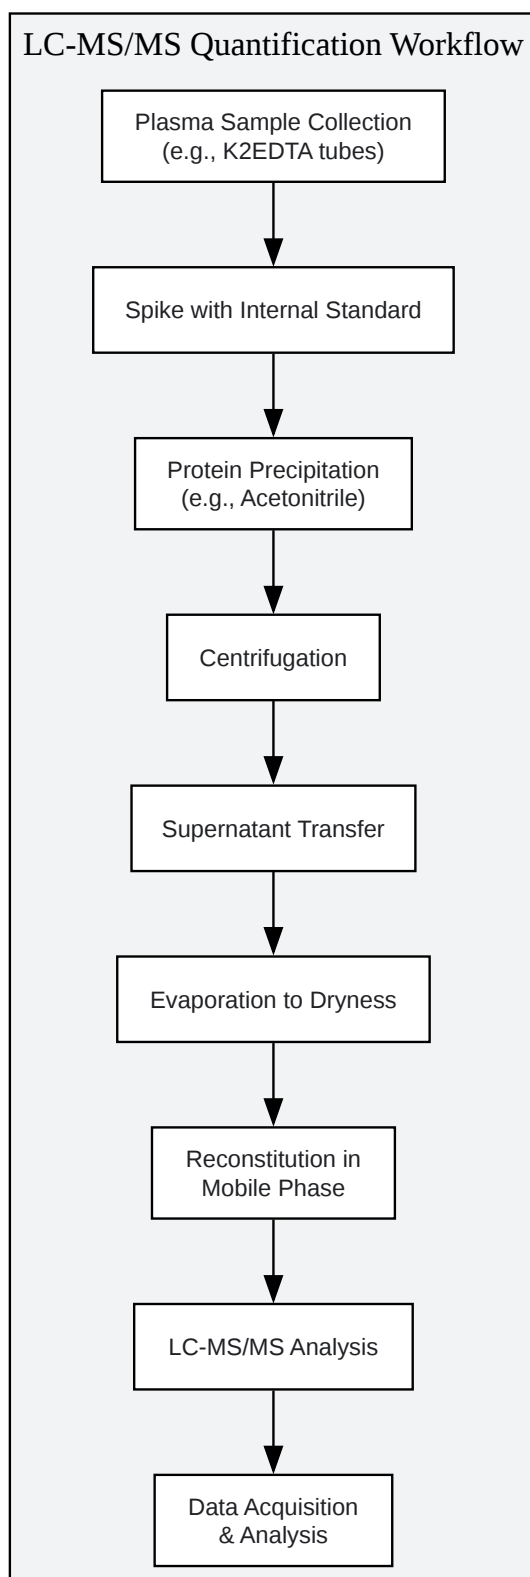 LC-MS/MS Quantification Workflow
Plasma Sample Collection
(e.g., K2EDTA tubes)
Spike with Internal Standard
Protein Precipitation
(e.g., Acetonitrile)
Centrifugation
Supernatant Transfer
Evaporation to Dryness
Reconstitution in
Mobile Phase
LC-MS/MS Analysis
Data Acquisition
& Analysis